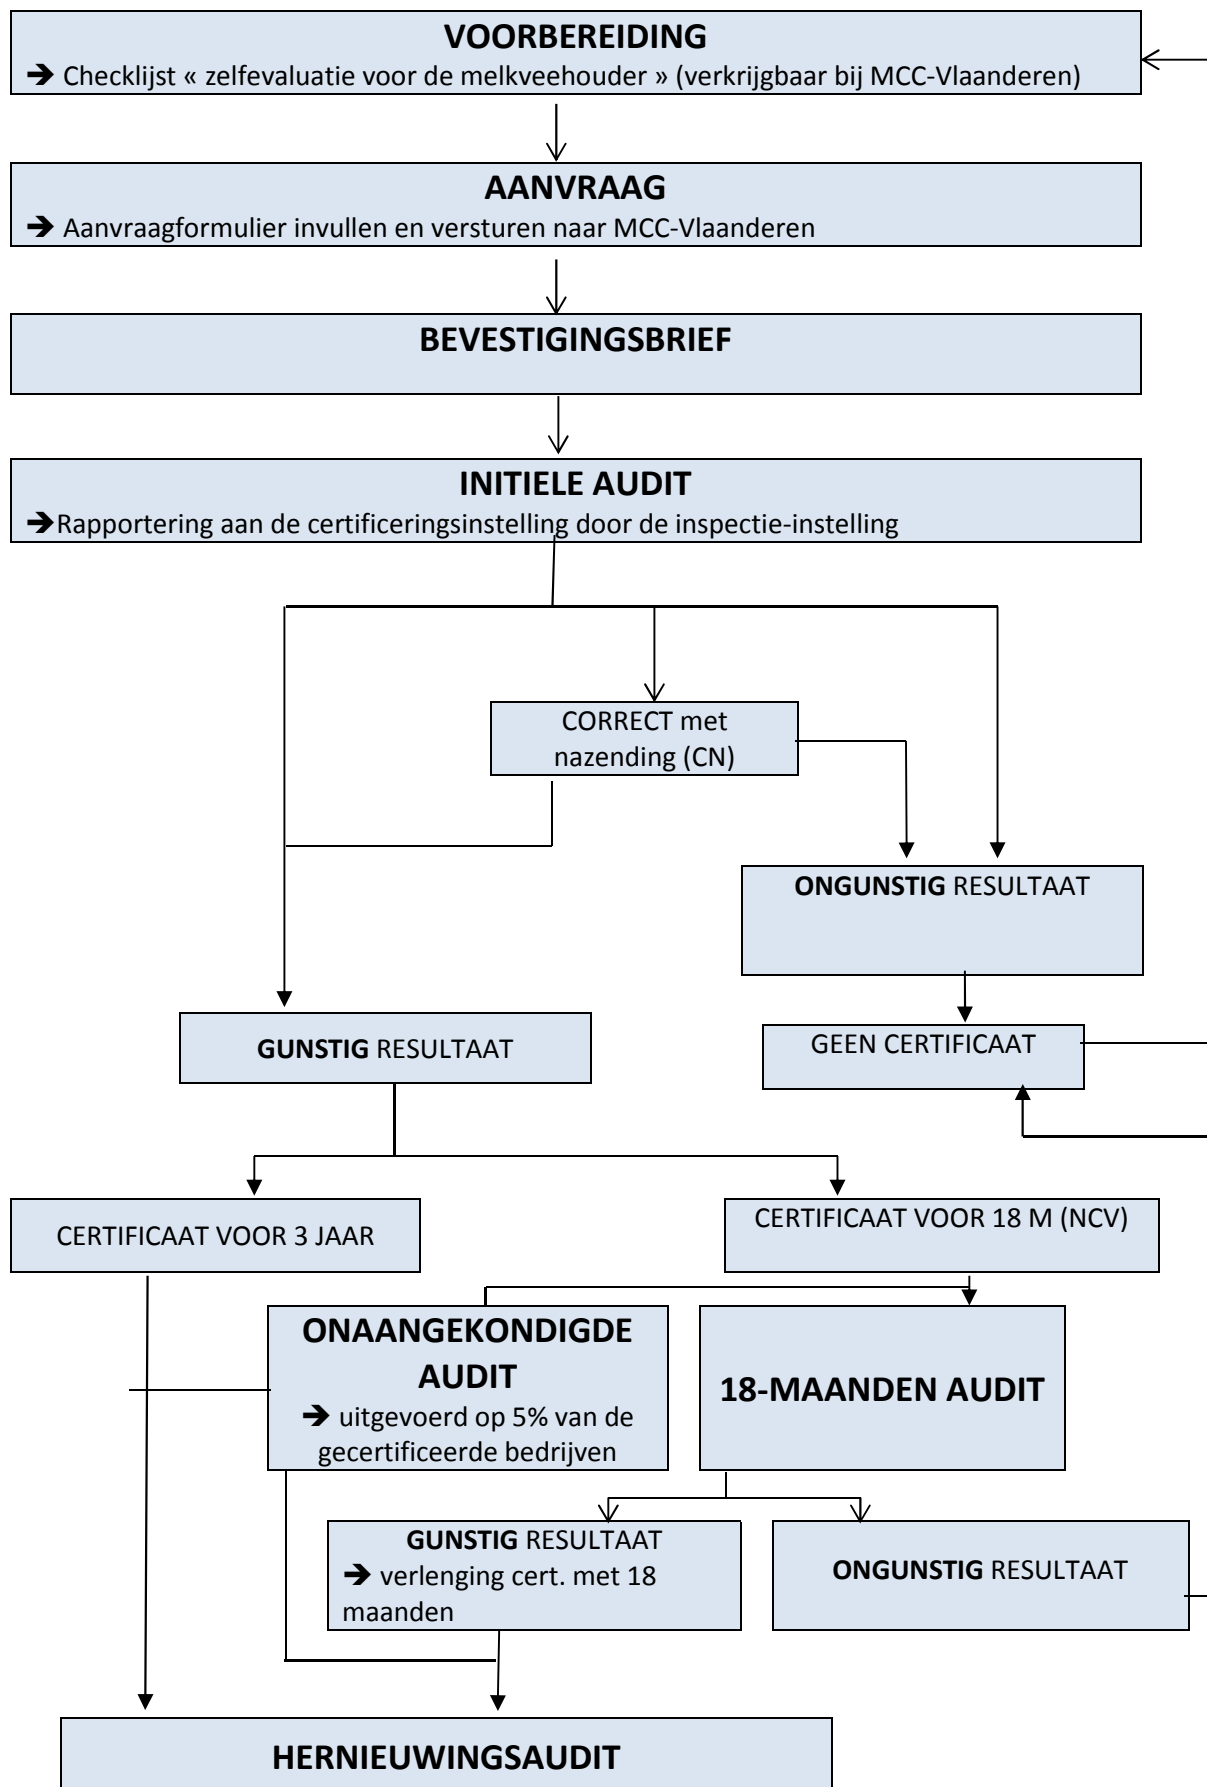 VOORBEREIDING
➔ Checklijst « zelfevaluatie voor de melkveehouder » (verkrijgbaar bij MCC-Vlaanderen)
AANVRAAG
➔ Aanvraagformulier invullen en versturen naar MCC-Vlaanderen
BEVESTIGINGSBRIEF
INITIELE AUDIT
➔Rapportering aan de certificeringsinstelling door de inspectie-instelling
CORRECT met
nazending (CN)
ONGUNSTIG RESULTAAT
GUNSTIG RESULTAAT
GEEN CERTIFICAAT
CERTIFICAAT VOOR 3 JAAR
CERTIFICAAT VOOR 18 M (NCV)
ONAANGEKONDIGDE
AUDIT
➔ uitgevoerd op 5% van de
gecertificeerde bedrijven
18-MAANDEN AUDIT
GUNSTIG RESULTAAT
➔ verlenging cert. met 18
maanden
ONGUNSTIG RESULTAAT
HERNIEUWINGSAUDIT